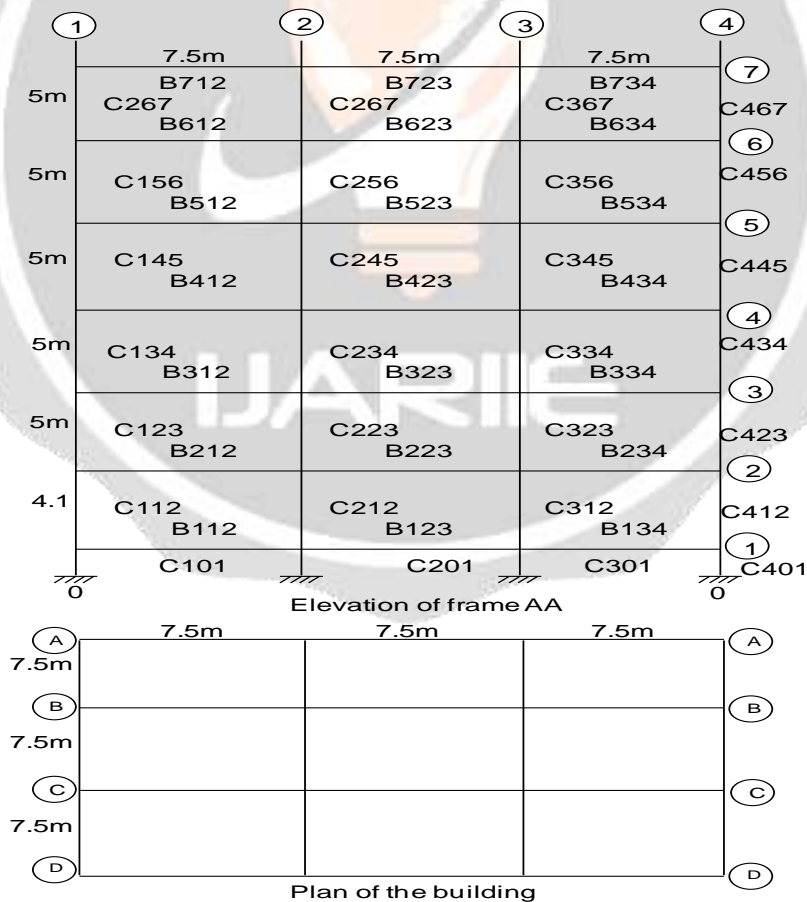 1 2 3 4
7.5m 7.5m 7.5m
7
B712 B723 B734
5m
C267 C267 C367 C467
B612 B623 B634
6
5m
C156 C256 C356 C456
B512 B523 B534
5
5m
C145 C245 C345 C445
B412 B423 B434
4
5m
C134 C234 C334 C434
B312 B323 B334
IJARIIE
3
5m
C123 C223 C323 C423
B212 B223 B234
2
4.1
C112 C212 C312 C412
B112 B123 B134
1
C101 C201 C301 C401
0 0
Elevation of frame AA
7.5m 7.5m 7.5m
A A
7.5m
B B
7.5m
C C
7.5m
D D
Plan of the building